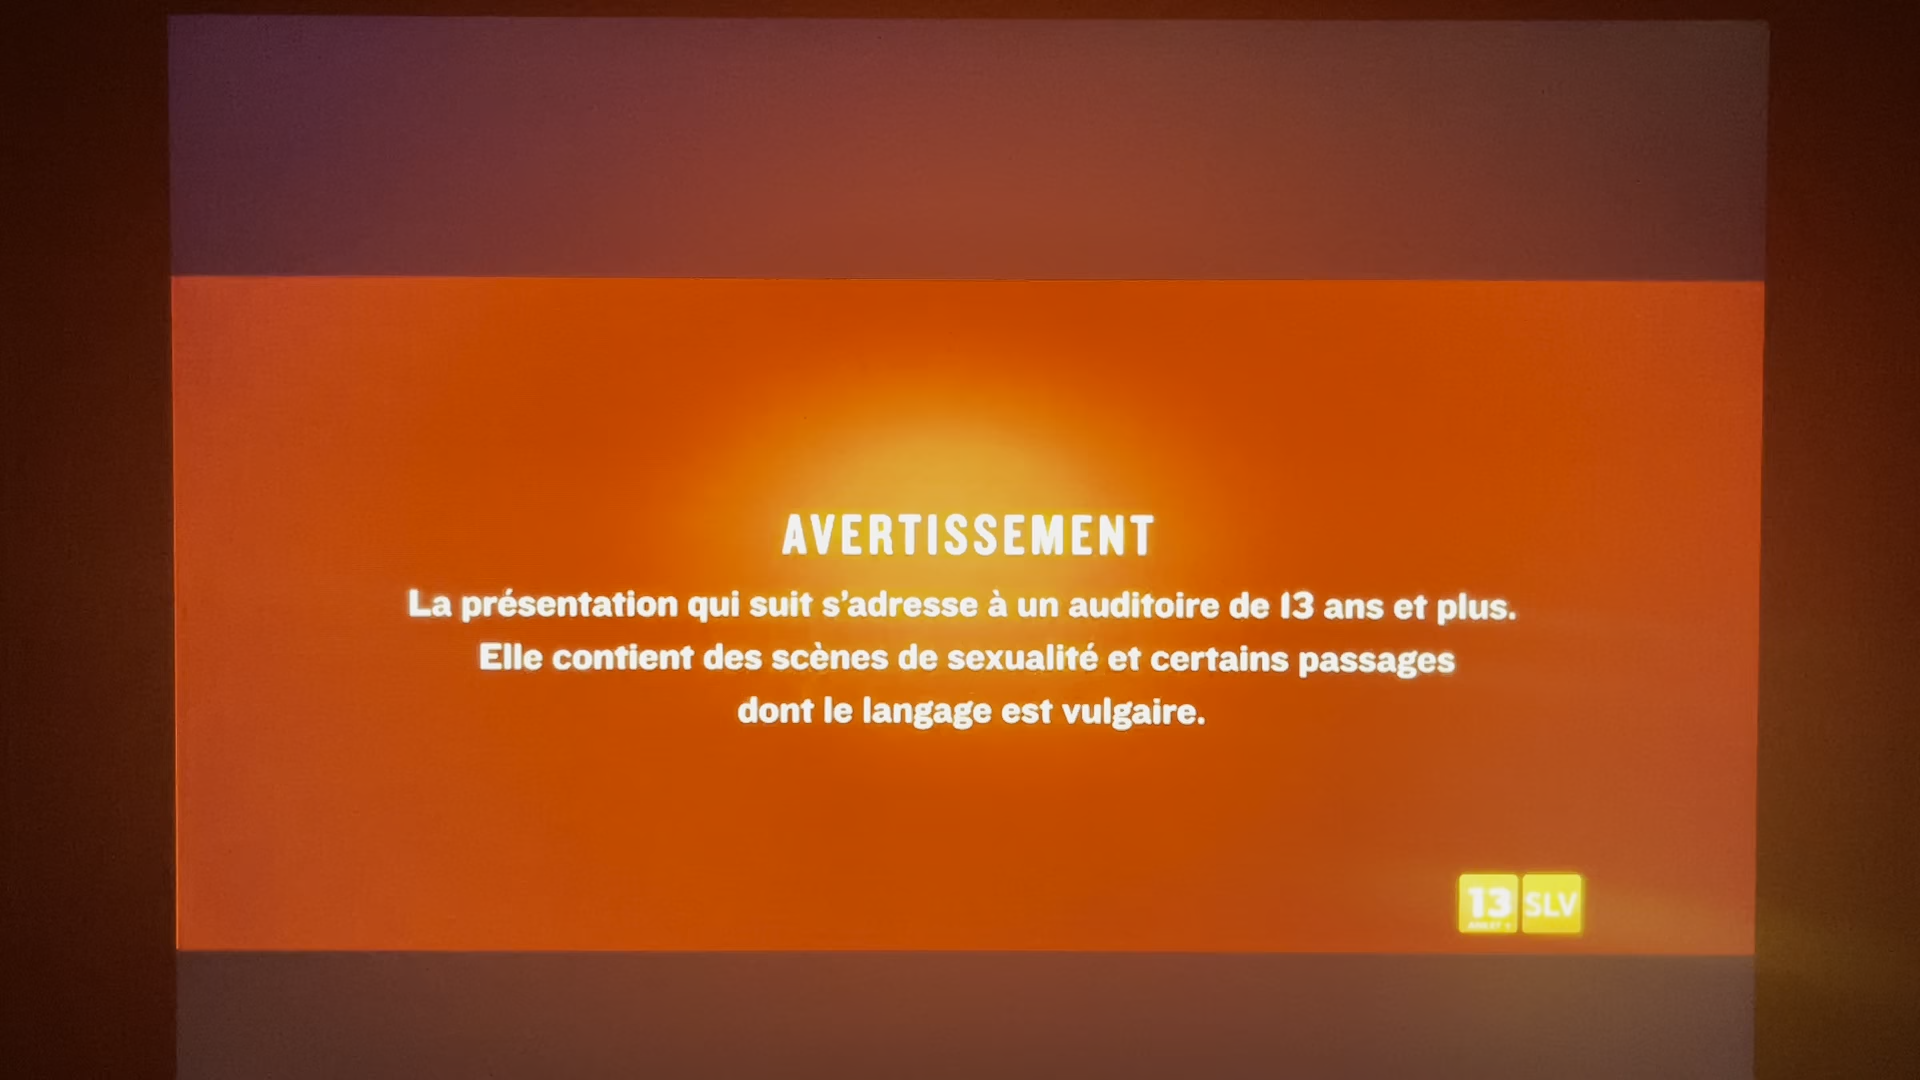 AVERTISSEMENT
La présentation qui suit s'adresse à un auditoire de 13 ans et plus.
Elle contient des scènes de sexualité et certains passages
dont le langage est vulgaire.
13 SLV